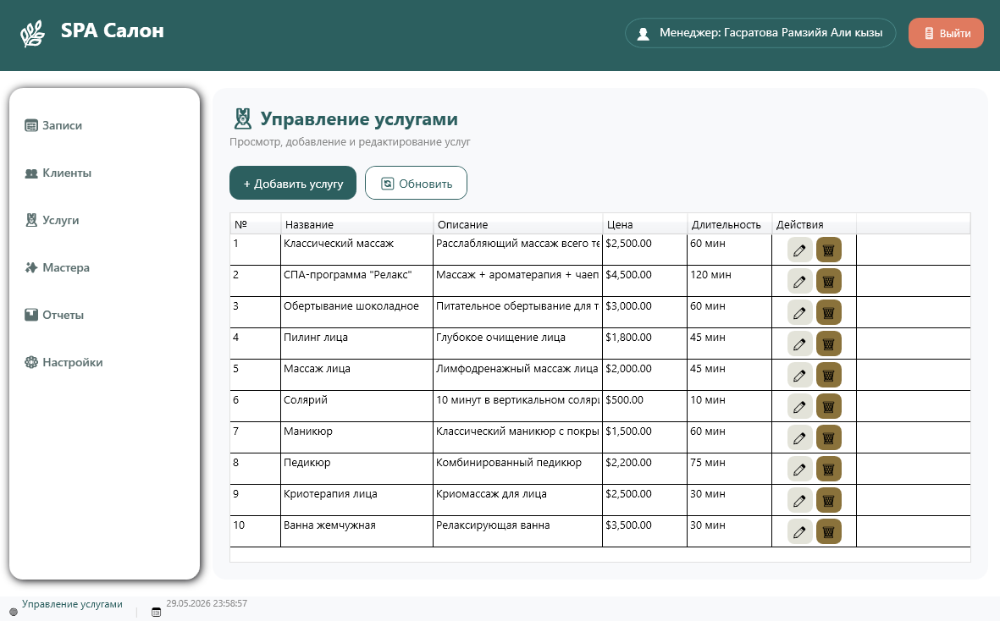 SPA Салон
Менеджер: Гасратова Рамзийя Али кызы
Выйти
Записи
Клиенты
Услуги
Мастера
Отчеты
Настройки
Управление услугами
Просмотр, добавление и редактирование услуг
+ Добавить услугу
Обновить
№ Название Описание Цена Длительность Действия
1 Классический массаж Расслабляющий массаж всего те $2,500.00 60 мин
2 СПА-программа "Релакс" Массаж + ароматерапия + чаеп $4,500.00 120 мин
3 Обертывание шоколадное Питательное обертывание для т $3,000.00 60 мин
4 Пилинг лица Глубокое очищение лица $1,800.00 45 мин
5 Массаж лица Лимфодренажный массаж лица $2,000.00 45 мин
6 Солярий 10 минут в вертикальном соляри $500.00 10 мин
7 Маникюр Классический маникюр с покры $1,500.00 60 мин
8 Педикюр Комбинированный педикюр $2,200.00 75 мин
9 Криотерапия лица Криомассаж для лица $2,500.00 30 мин
10 Ванна жемчужная Релаксирующая ванна $3,500.00 30 мин
Управление услугами
29.05.2026 23:58:57